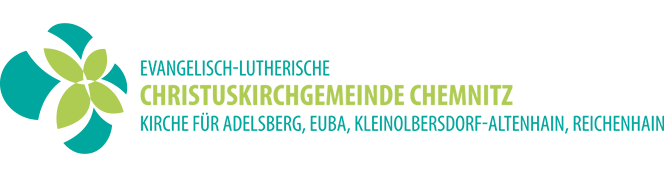 EVANGELISCH-LUTHERISCHE
CHRISTUSKIRCHGEMEINDE CHEMNITZ
KIRCHE FÜR ADELSBERG, EUBA, KLEINOLBERSDORF-ALTENHAIN, REICHENHAIN